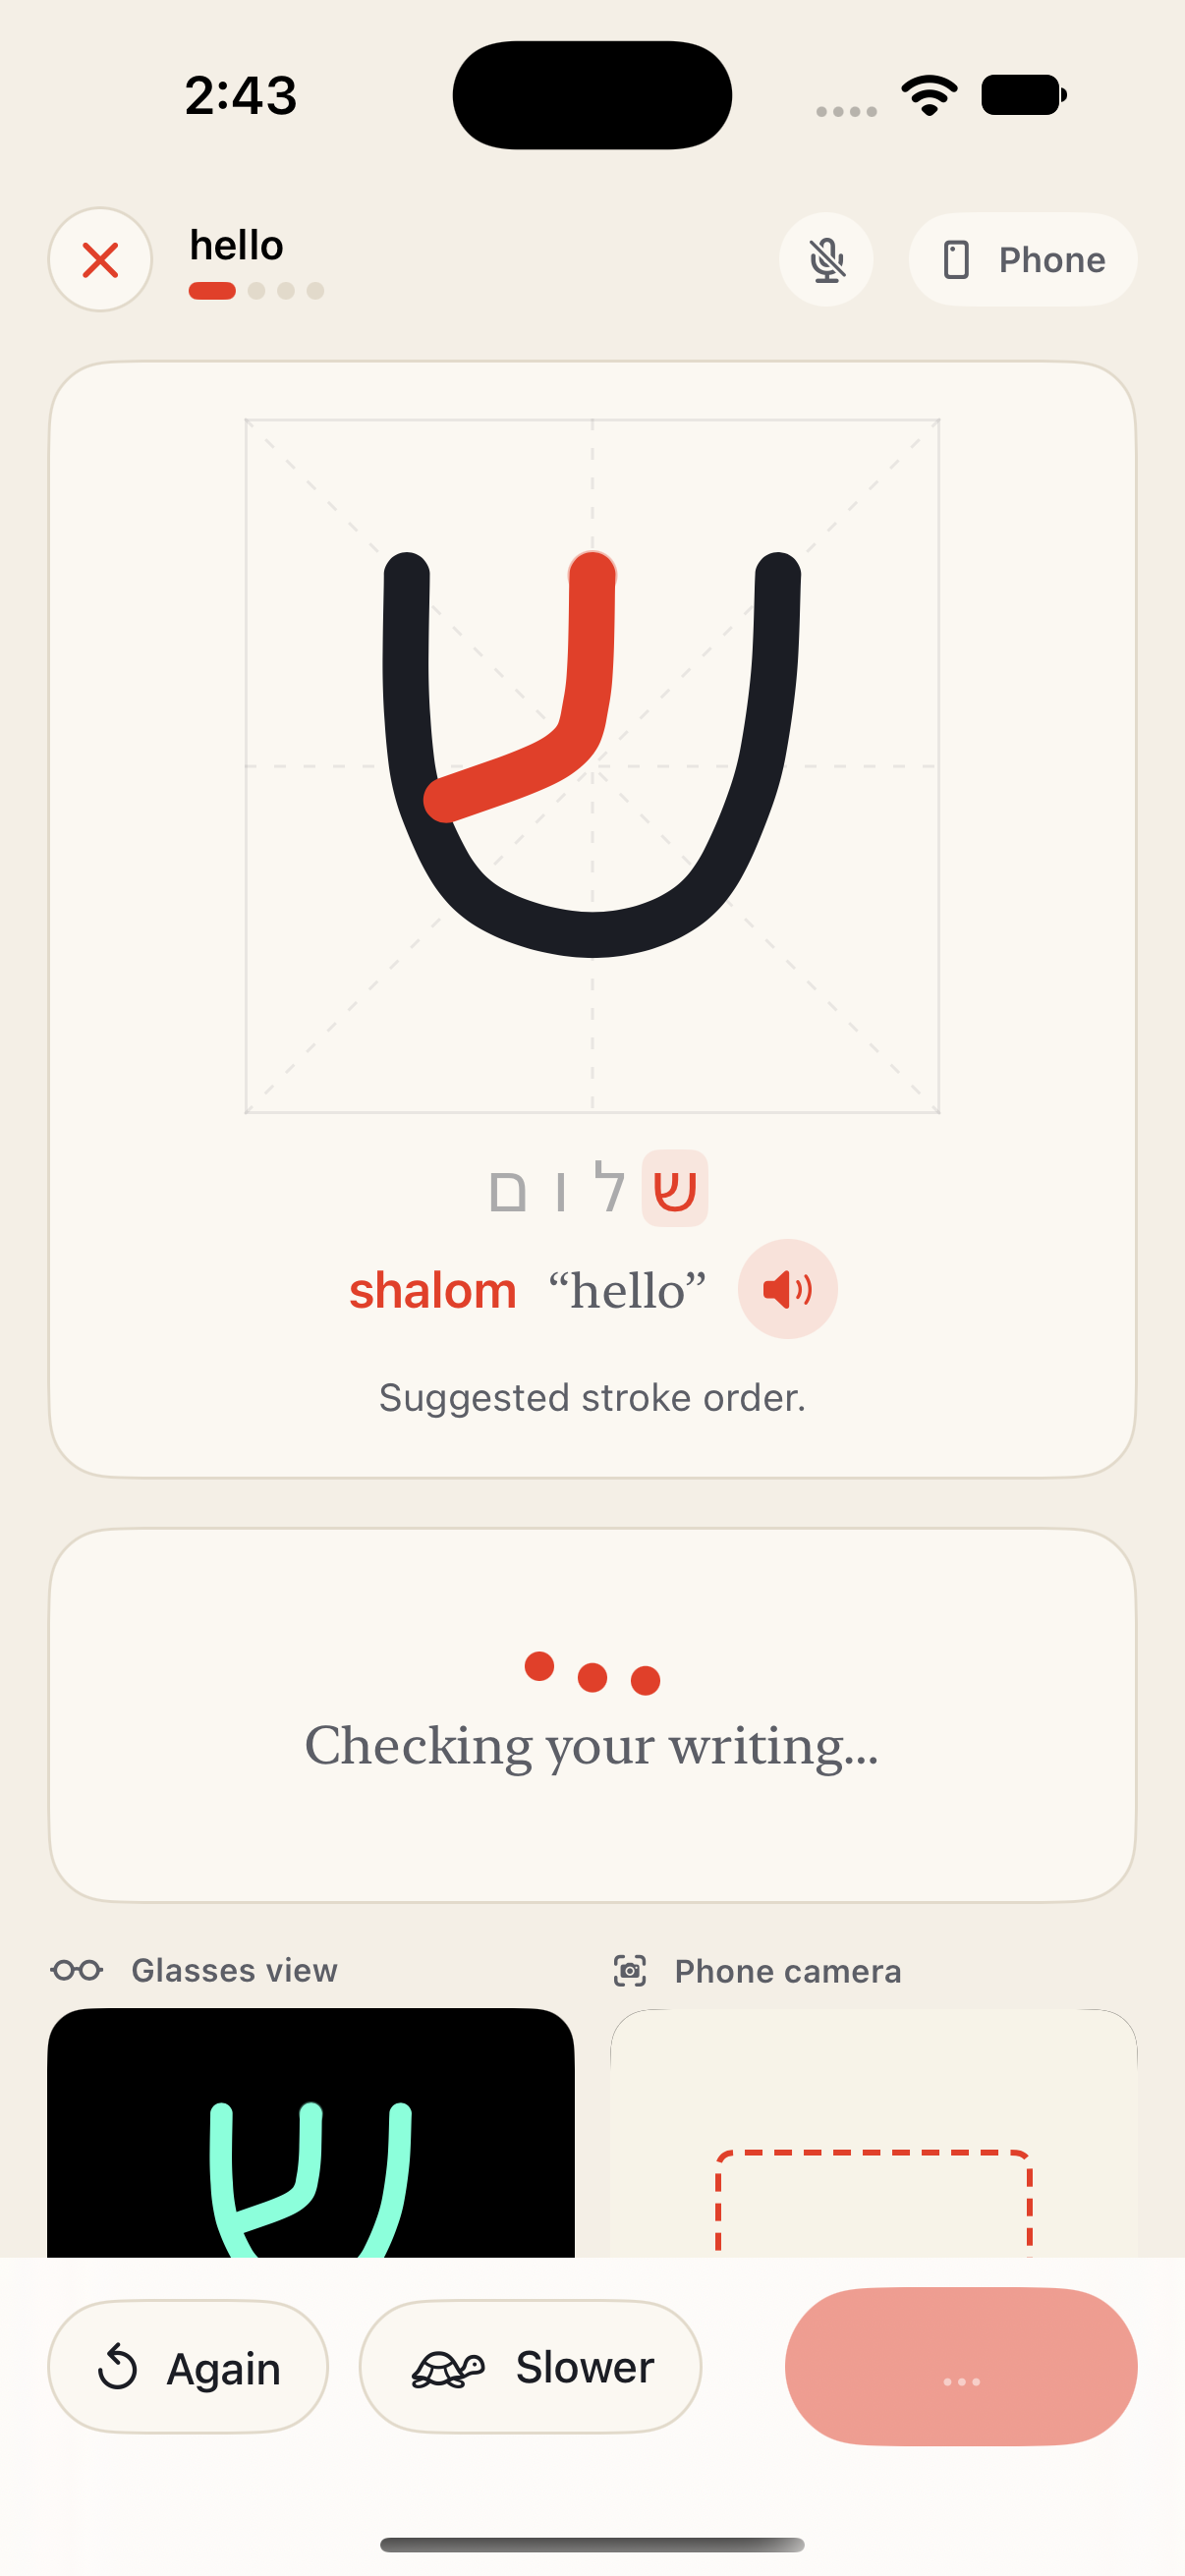 2:43
hello
Phone
ש
שלום
shalom “hello”
Suggested stroke order.
Checking your writing...
Glasses view
Phone camera
ש
Again
Slower
...